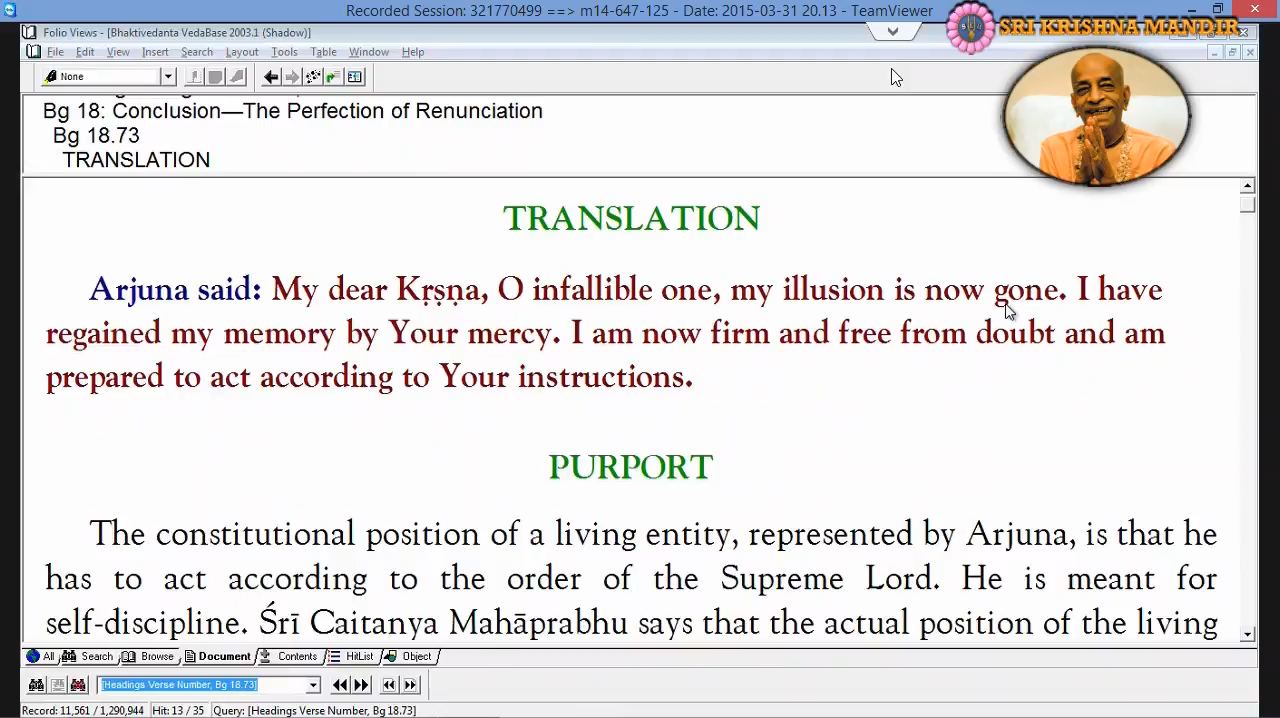 Recorded Session: 321770499 ==> m14-647-125 - Date: 2015-03-31 20.13 - TeamViewer
SRI KRISHNA MANDIR
Folio Views - [Bhaktivedanta VedaBase 2003.1 (Shadow)]
File Edit View Insert Search Layout Tools Table Window Help
None
Bg 18: Conclusion—The Perfection of Renunciation
Bg 18.73
TRANSLATION
TRANSLATION
Arjuna said: My dear Kṛṣṇa, O infallible one, my illusion is now gone. I have
regained my memory by Your mercy. I am now firm and free from doubt and am
prepared to act according to Your instructions.
PURPORT
The constitutional position of a living entity, represented by Arjuna, is that he
has to act according to the order of the Supreme Lord. He is meant for
self-discipline. Śrī Caitanya Mahāprabhu says that the actual position of the living
All Search Browse Document Contents HitList Object
[Headings Verse Number, Bg 18.73]
Record: 11,561 / 1,290,944 Hit: 13 / 35 Query: [Headings Verse Number, Bg 18.73]